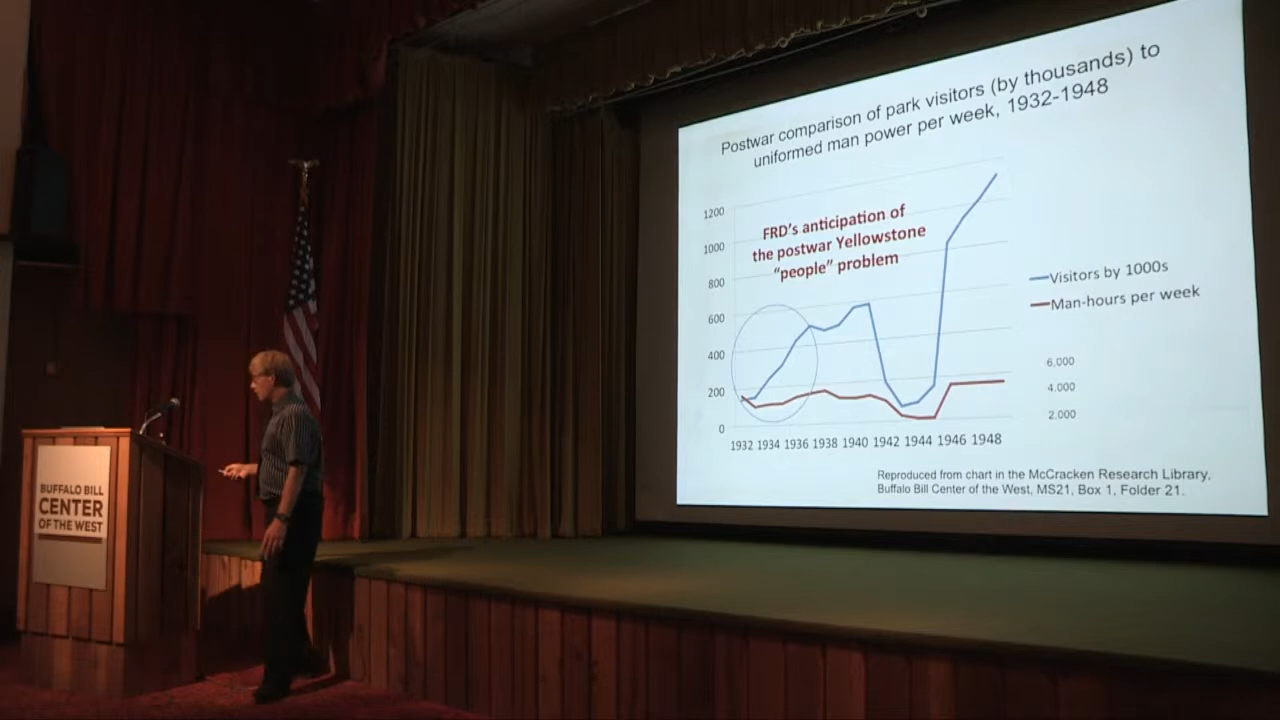 Postwar comparison of park visitors (by thousands) to
uniformed man power per week, 1932-1948
1200
1000
800
600
400
200
0
FRD's anticipation of
the postwar Yellowstone
"people" problem
Visitors by 1000s
Man-hours per week
6,000
4,000
2,000
1932 1934 1936 1938 1940 1942 1944 1946 1948
Reproduced from chart in the McCracken Research Library,
Buffalo Bill Center of the West, MS21, Box 1, Folder 21.
BUFFALO BILL
CENTER
OF THE WEST